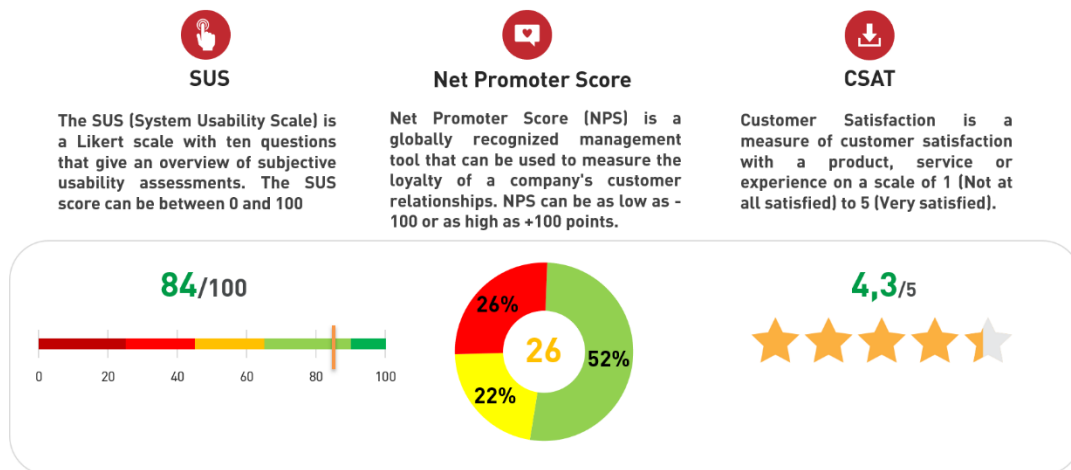 SUS
The SUS (System Usability Scale) is
a Likert scale with ten questions
that give an overview of subjective
usability assessments. The SUS
score can be between 0 and 100
Net Promoter Score
Net Promoter Score (NPS) is a
globally recognized management
tool that can be used to measure the
loyalty of a company's customer
relationships. NPS can be as low as -
100 or as high as +100 points.
CSAT
Customer Satisfaction is a
measure of customer satisfaction
with a product, service or
experience on a scale of 1 (Not at
all satisfied) to 5 (Very satisfied).
84/100
0 20 40 60 80 100
26%
52%
22%
26
4,3/5